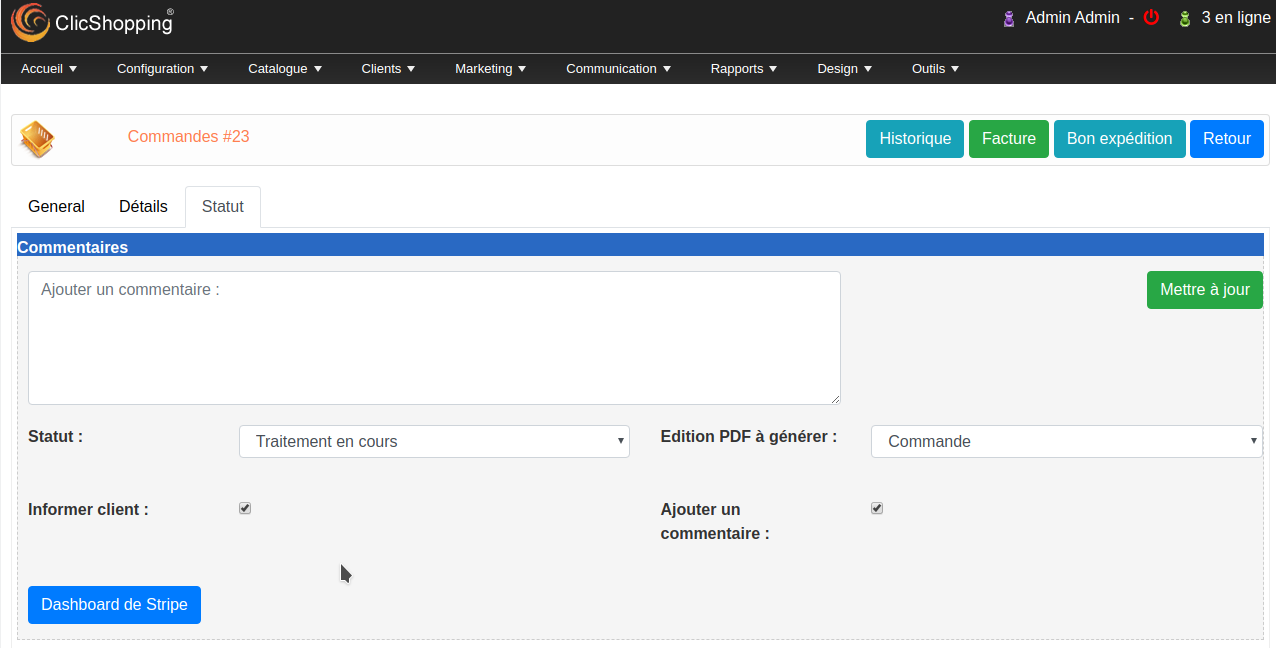 ClicShopping®
Admin Admin - 3 en ligne
Accueil Configuration Catalogue Clients Marketing Communication Rapports Design Outils
Commandes #23
Historique Facture Bon expédition Retour
General Détails Statut
Commentaires
Ajouter un commentaire :
Mettre à jour
Statut : Traitement en cours Edition PDF à générer : Commande
Informer client : Ajouter un
commentaire :
Dashboard de Stripe